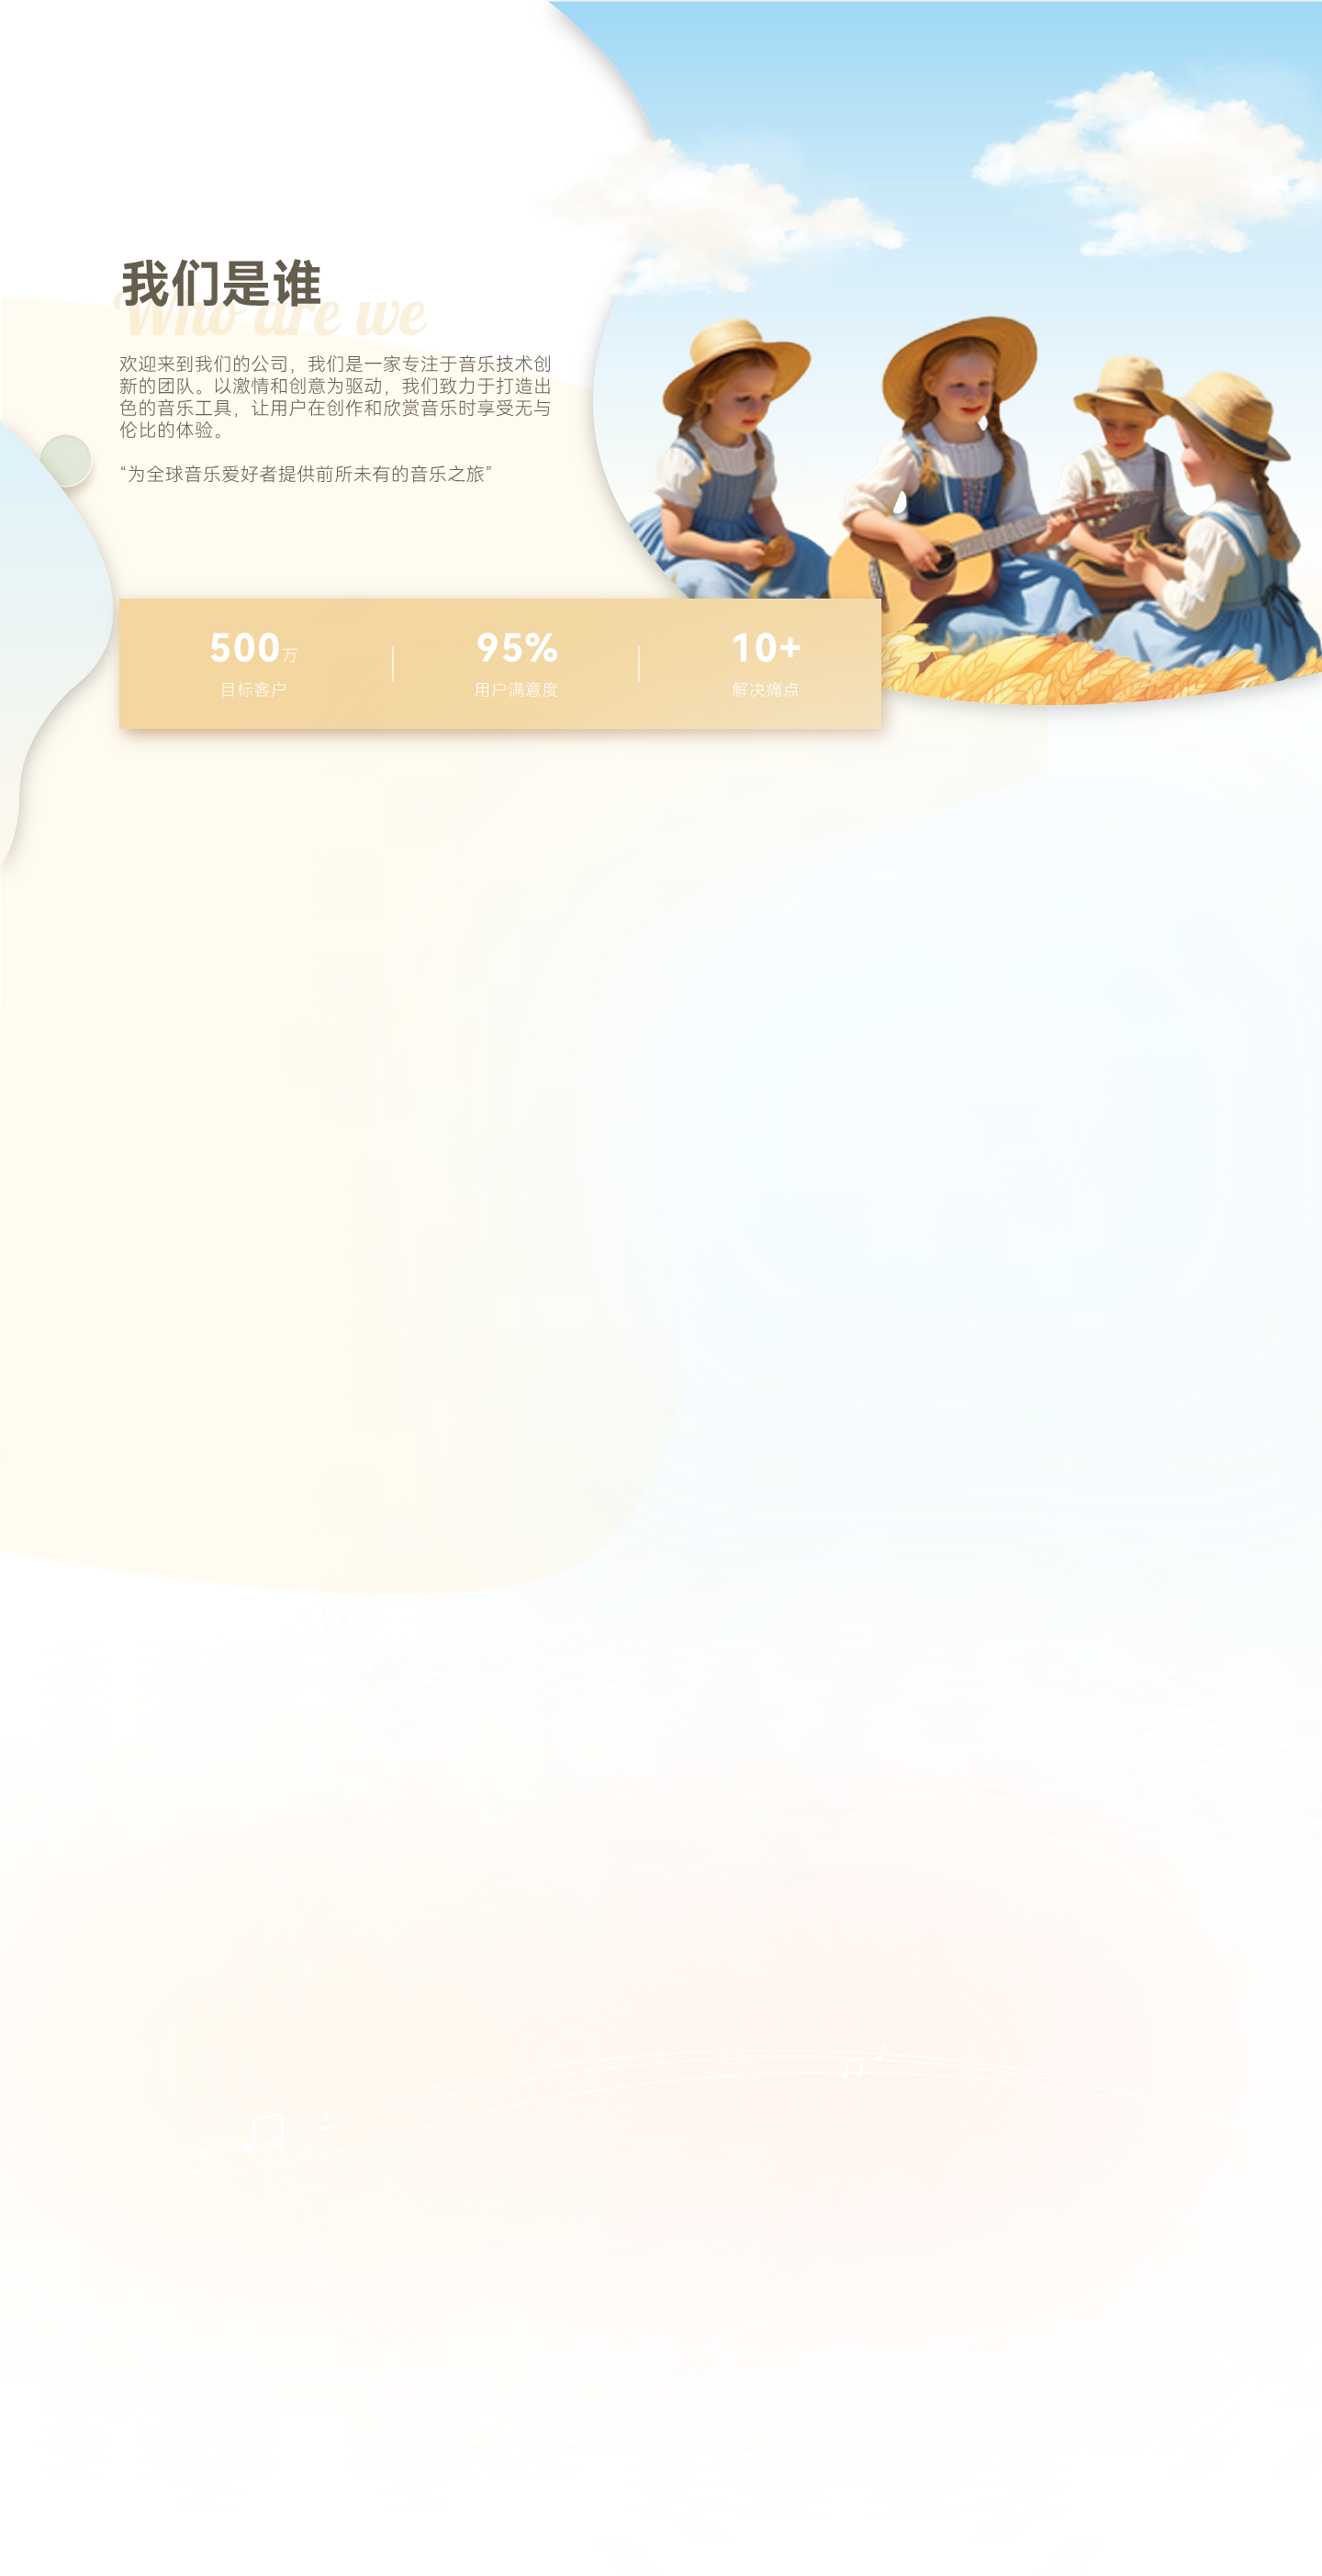 我们是谁
Who are we
欢迎来到我们的公司，我们是一家专注于音乐技术创
新的团队。以激情和创意为驱动，我们致力于打造出
色的音乐工具，让用户在创作和欣赏音乐时享受无与
伦比的体验。
“为全球音乐爱好者提供前所未有的音乐之旅”
500万
目标客户
95%
用户满意度
10+
解决痛点